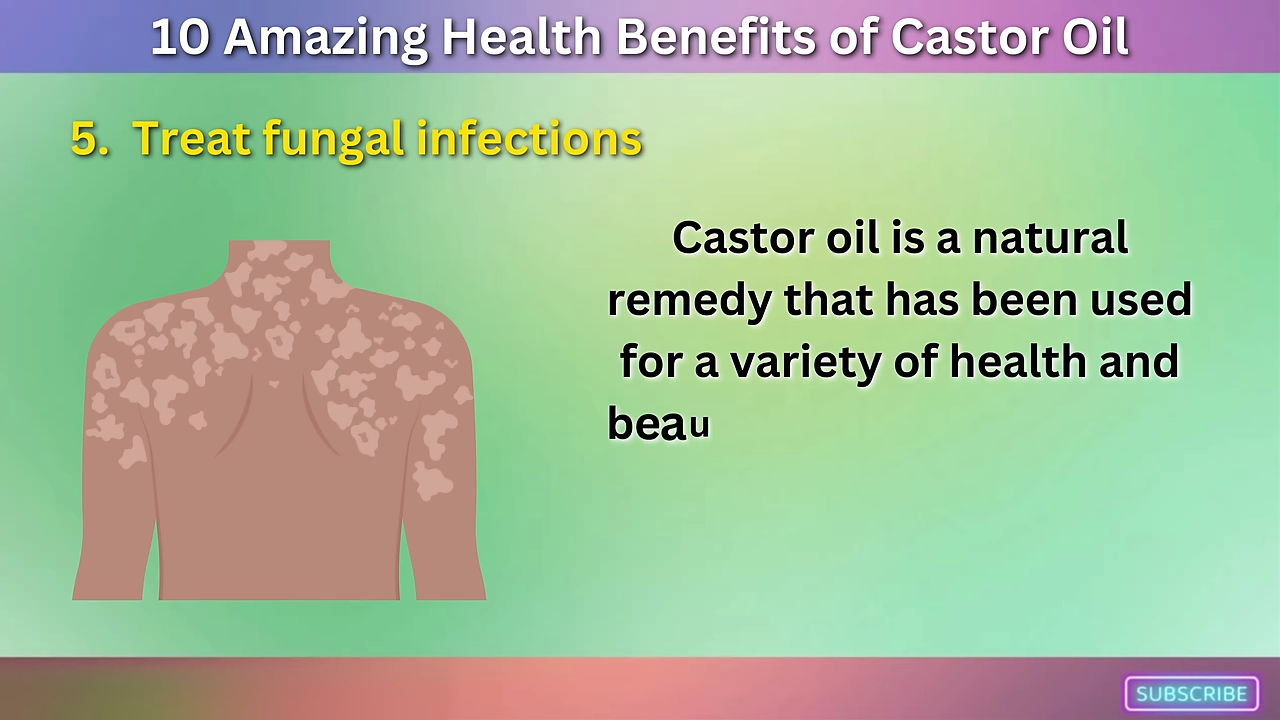 10 Amazing Health Benefits of Castor Oil
5. Treat fungal infections
Castor oil is a natural
remedy that has been used
for a variety of health and
beau
SUBSCRIBE